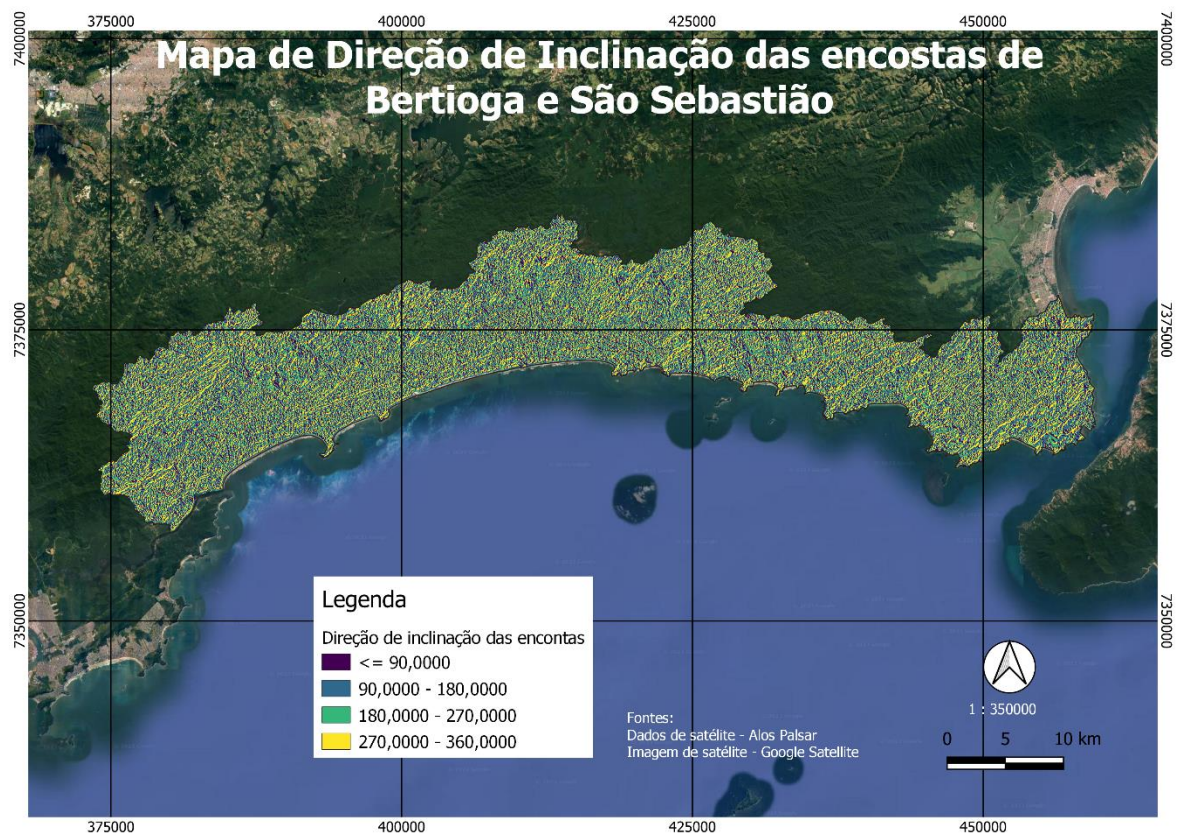 375000
400000
425000
450000
7400000
7400000
Mapa de Direção de Inclinação das encostas de
Bertioga e São Sebastião
7375000
7375000
7350000
7350000
Legenda
Direção de inclinação das encontas
<= 90,0000
90,0000 - 180,0000
180,0000 - 270,0000
270,0000 - 360,0000
Fontes:
Dados de satélite - Alos Palsar
Imagem de satélite - Google Satellite
1 : 350000
0 5 10 km
375000
400000
425000
450000